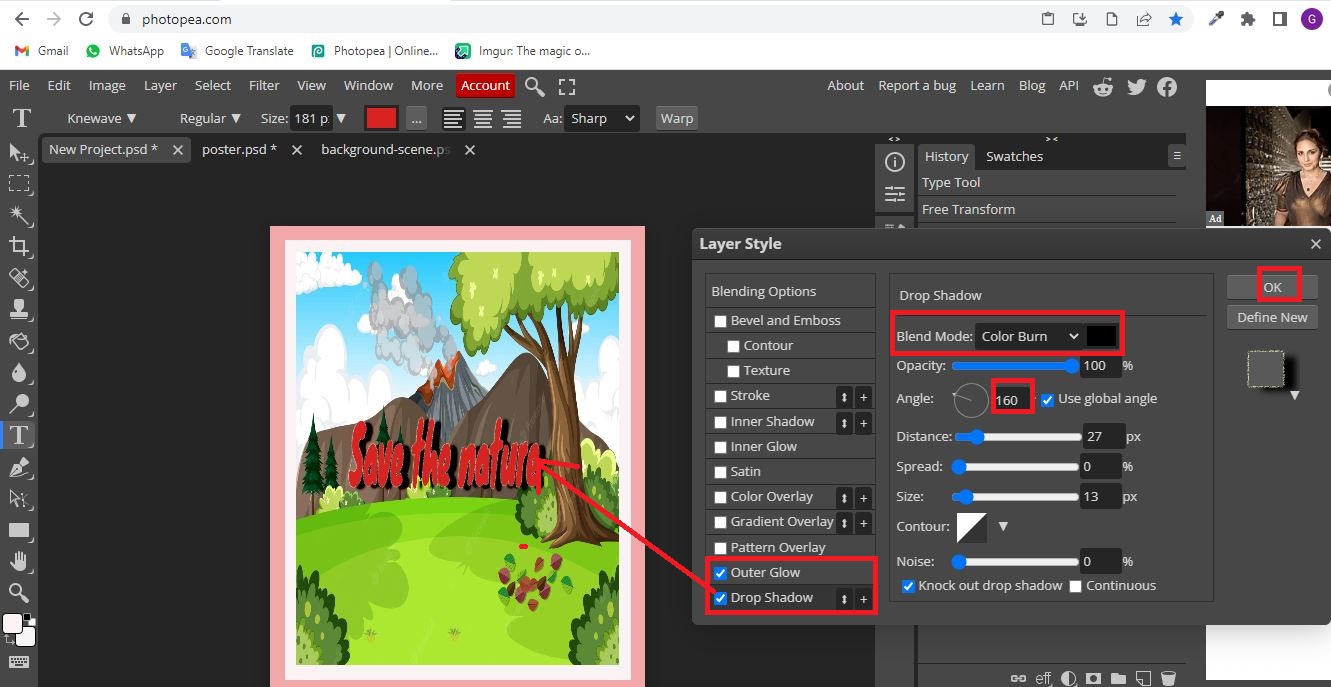 photopea.com
G
Gmail
WhatsApp
Google Translate
Photopea | Online...
Imgur: The magic o...
File Edit Image Layer Select Filter View Window More Account
About Report a bug Learn Blog API
T Knewave ▼ Regular ▼ Size: 181 p ▼ ... Aa: Sharp Warp
New Project.psd * poster.psd * background-scene.ps
< > > <
History Swatches
Type Tool
Free Transform
Ad
Layer Style
Blending Options
Bevel and Emboss
Contour
Texture
Stroke
Inner Shadow
Inner Glow
Satin
Color Overlay
Gradient Overlay
Pattern Overlay
Outer Glow
Drop Shadow
Drop Shadow
Blend Mode: Color Burn
Opacity: 100 %
Angle: 160 Use global angle
Distance: 27 px
Spread: 0 %
Size: 13 px
Contour:
Noise: 0 %
Knock out drop shadow Continuous
OK
Define New
Save the nature
T
eff